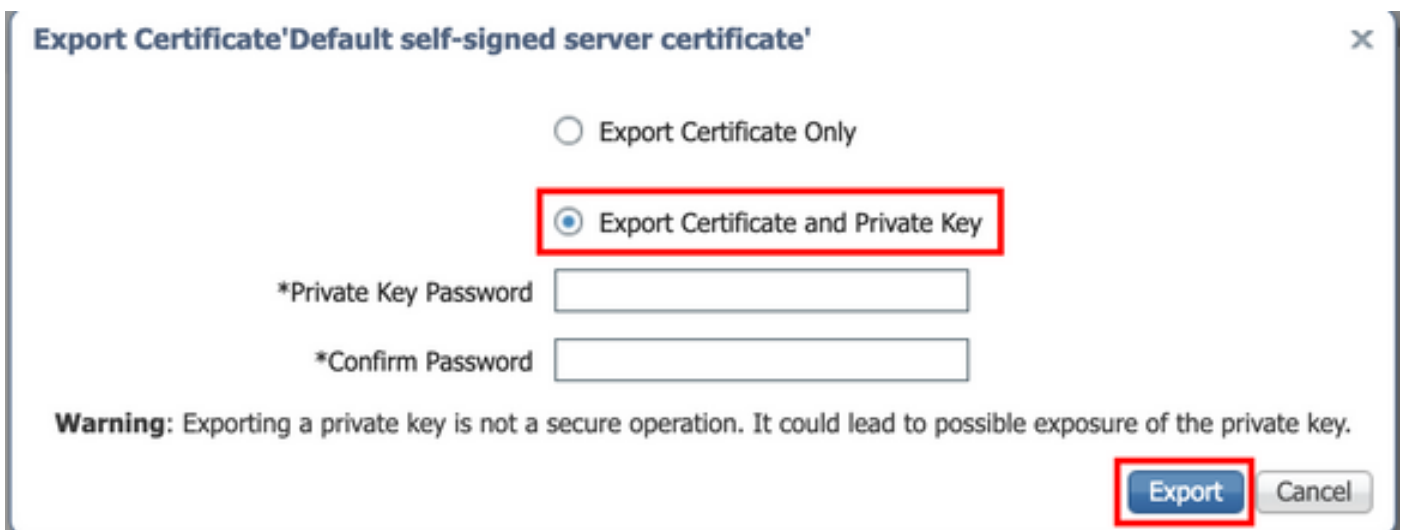 Export Certificate'Default self-signed server certificate'
Export Certificate Only
Export Certificate and Private Key
*Private Key Password
*Confirm Password
Warning: Exporting a private key is not a secure operation. It could lead to possible exposure of the private key.
Export Cancel